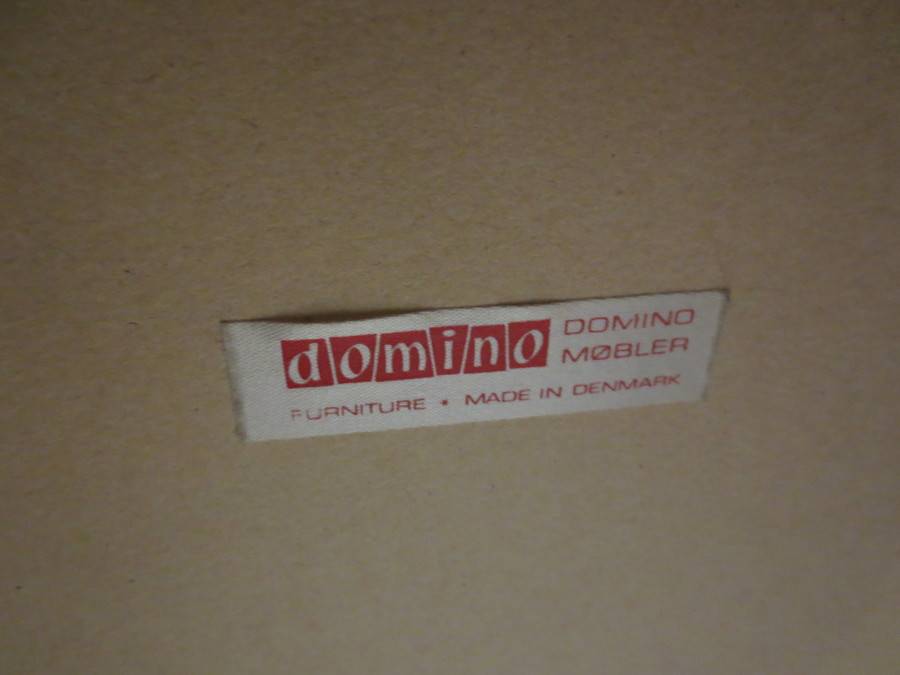 domino DOMINO
MØBLER
FURNITURE • MADE IN DENMARK